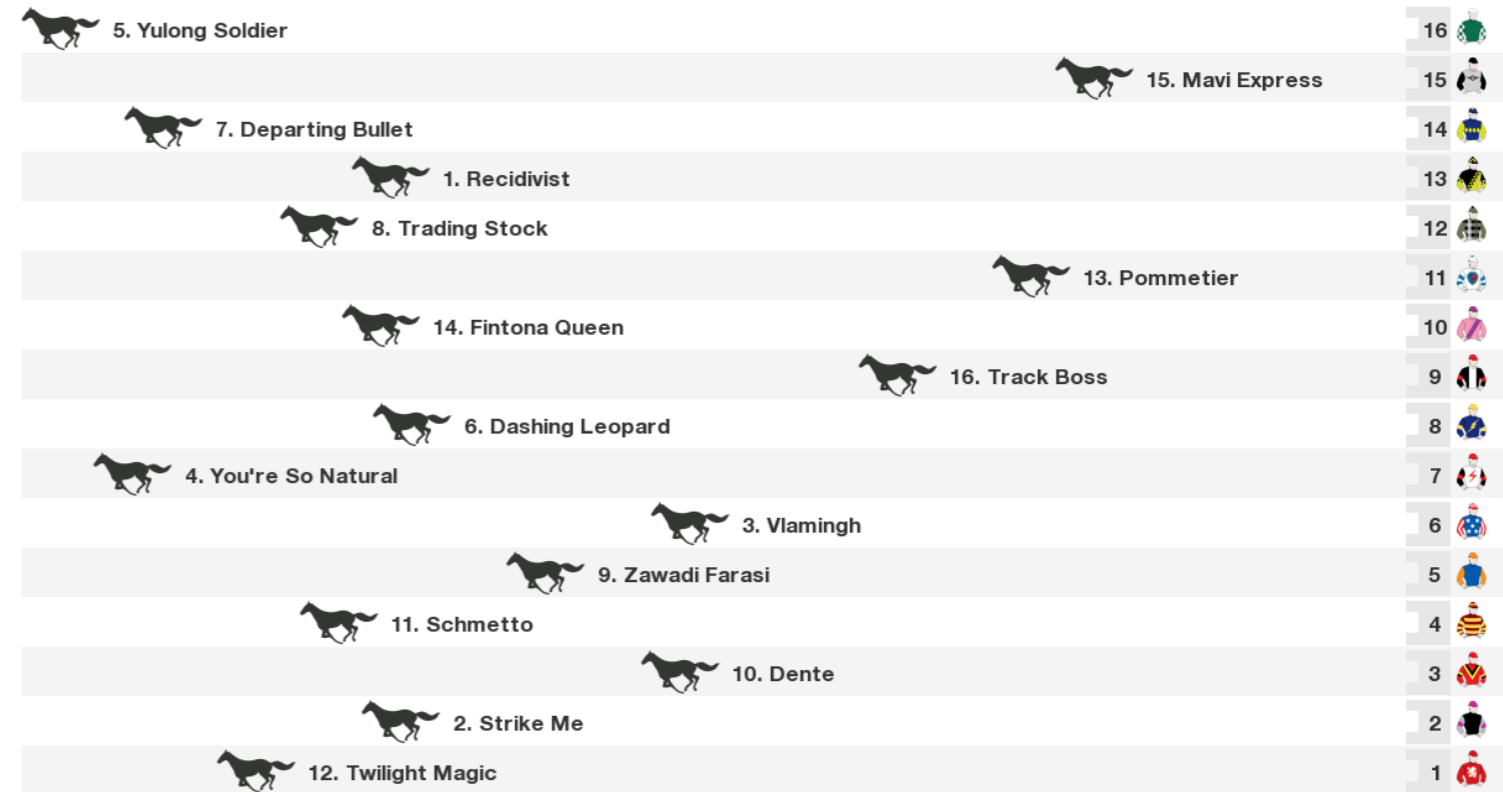 5. Yulong Soldier 16
15. Mavi Express 15
7. Departing Bullet 14
1. Recidivist 13
8. Trading Stock 12
13. Pommetier 11
14. Fintona Queen 10
16. Track Boss 9
6. Dashing Leopard 8
4. You're So Natural 7
3. Vlamingh 6
9. Zawadi Farasi 5
11. Schmetto 4
10. Dente 3
2. Strike Me 2
12. Twilight Magic 1